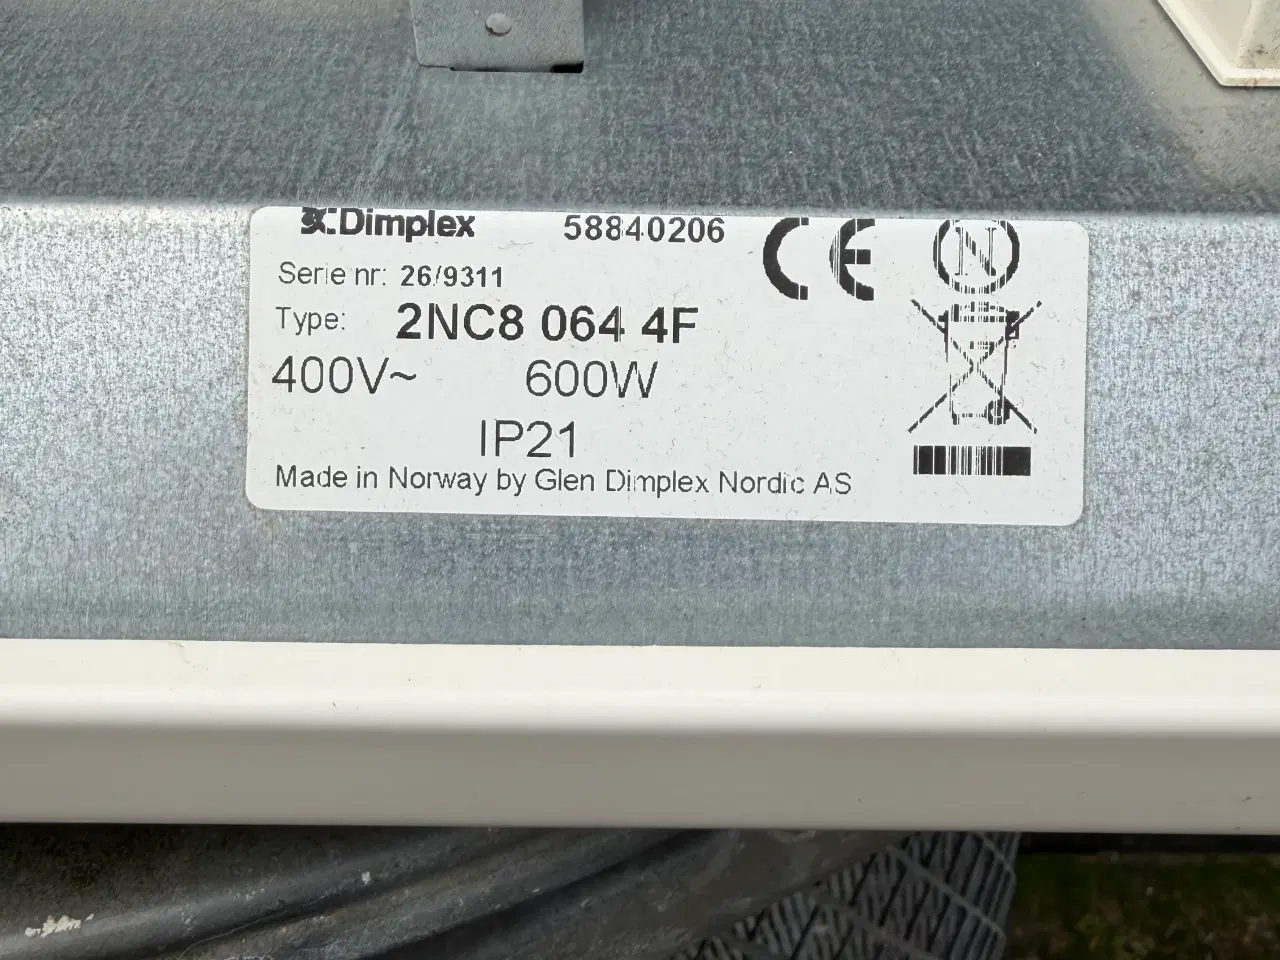 Dimplex 58840206 CE N
Serie nr: 26/9311
Type: 2NC8 064 4F
400V~ 600W
IP21
Made in Norway by Glen Dimplex Nordic AS